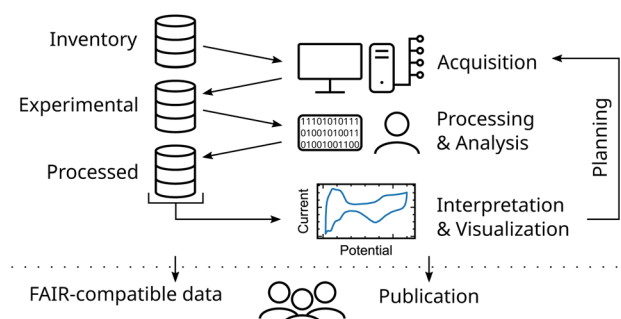 Inventory
Acquisition
Experimental
11101010111
01001010011
01001001100
Processing
& Analysis
Planning
Processed
Current
Potential
Interpretation
& Visualization
FAIR-compatible data
Publication